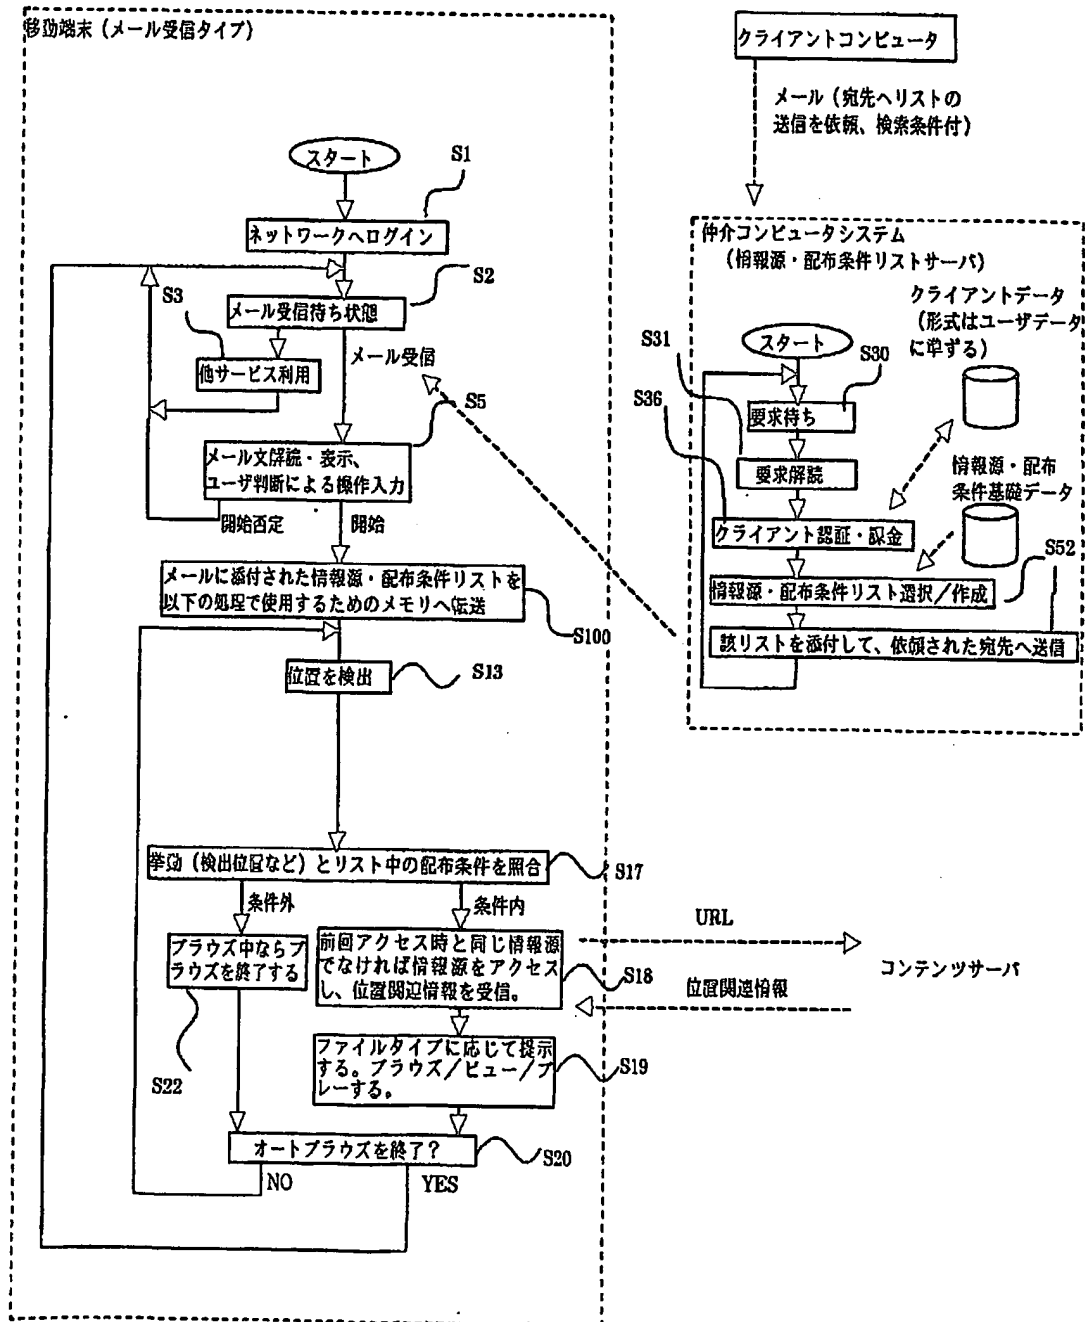 移動端末（メール受信タイプ）
スタート
S1
ネットワークへログイン
S2
S3
メール受信待ち状態
メール受信
他サービス利用
S5
メール文解読・表示、
ユーザ判断による操作入力
開始否定
開始
メールに添付された情報源・配布条件リストを
以下の処理で使用するためのメモリへ転送
S100
位置を検出
S13
挙動（検出位置など）とリスト中の配布条件を照合
S17
条件外
条件内
ブラウズ中ならブ
ラウズを終了する
S22
前回アクセス時と同じ情報源
でなければ情報源をアクセス
し、位置関連情報を受信。
S18
ファイルタイプに応じて提示
する。ブラウズ／ビュー／プ
レーする。
S19
オートブラウズを終了？
S20
NO
YES
URL
コンテンツサーバ
位置関連情報
クライアントコンピュータ
メール（宛先へリストの
送信を依頼、検索条件付）
仲介コンピュータシステム
（情報源・配布条件リストサーバ）
クライアントデータ
（形式はユーザデータ
に準ずる）
スタート
S31
S30
S36
要求待ち
要求解読
情報源・配布
条件基礎データ
クライアント認証・課金
S52
情報源・配布条件リスト選択／作成
該リストを添付して、依頼された宛先へ送信